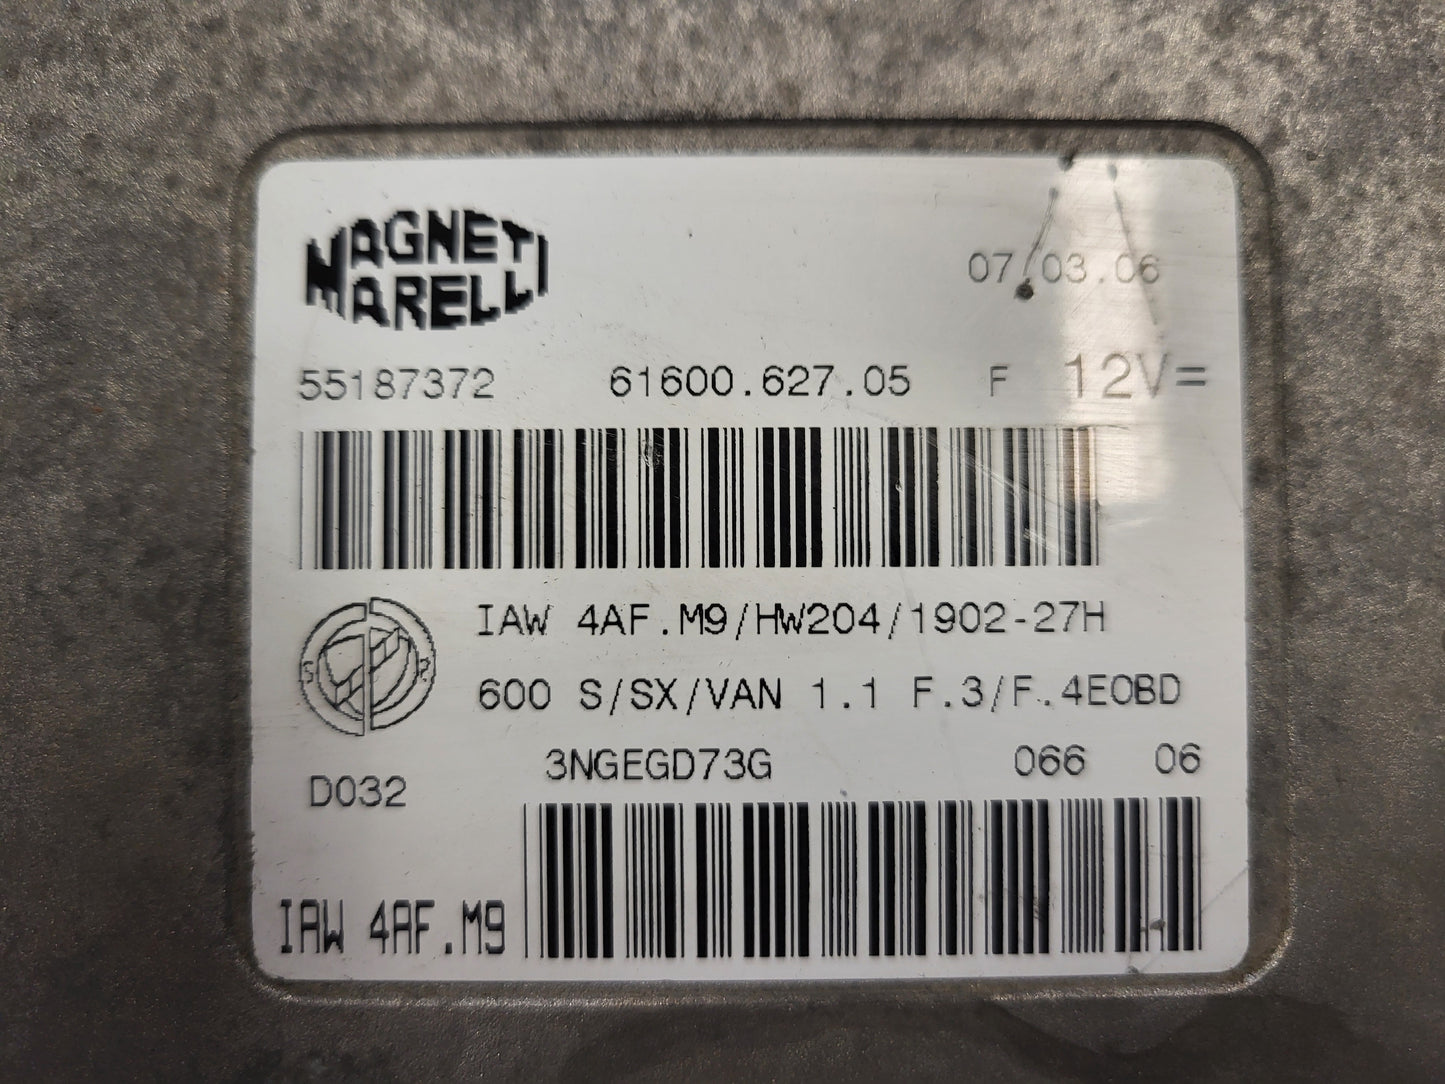 MAGNETI
MARELLI
07.03.06
55187372 61600.627.05 F 12V=
IAW 4AF.M9/HW204/1902-27H
S R
600 S/SX/VAN 1.1 F.3/F.4EOBD
3NGEGD73G 066 06
D032
IAW 4AF.M9